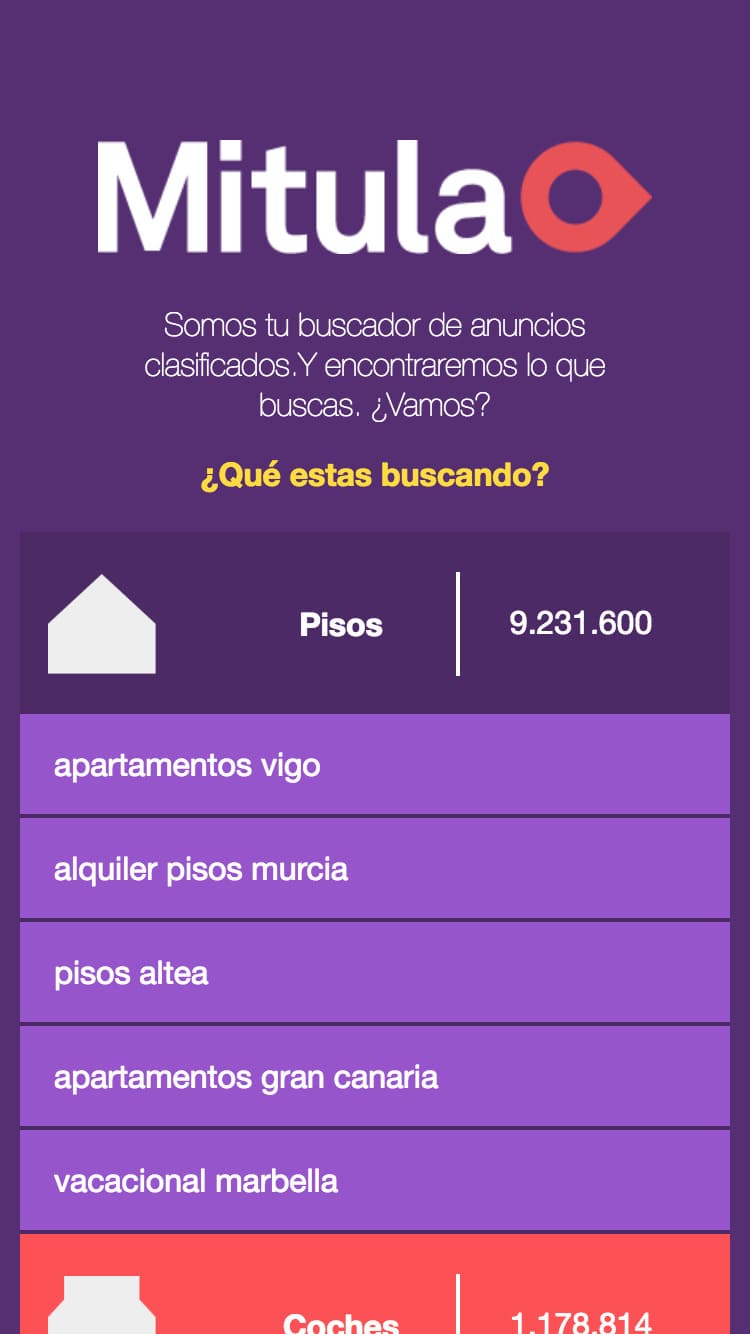 Mitula
Somos tu buscador de anuncios
clasificados.Y encontraremos lo que
buscas. ¿Vamos?
¿Qué estas buscando?
Pisos
9.231.600
apartamentos vigo
alquiler pisos murcia
pisos altea
apartamentos gran canaria
vacacional marbella
Coches
1.178.814